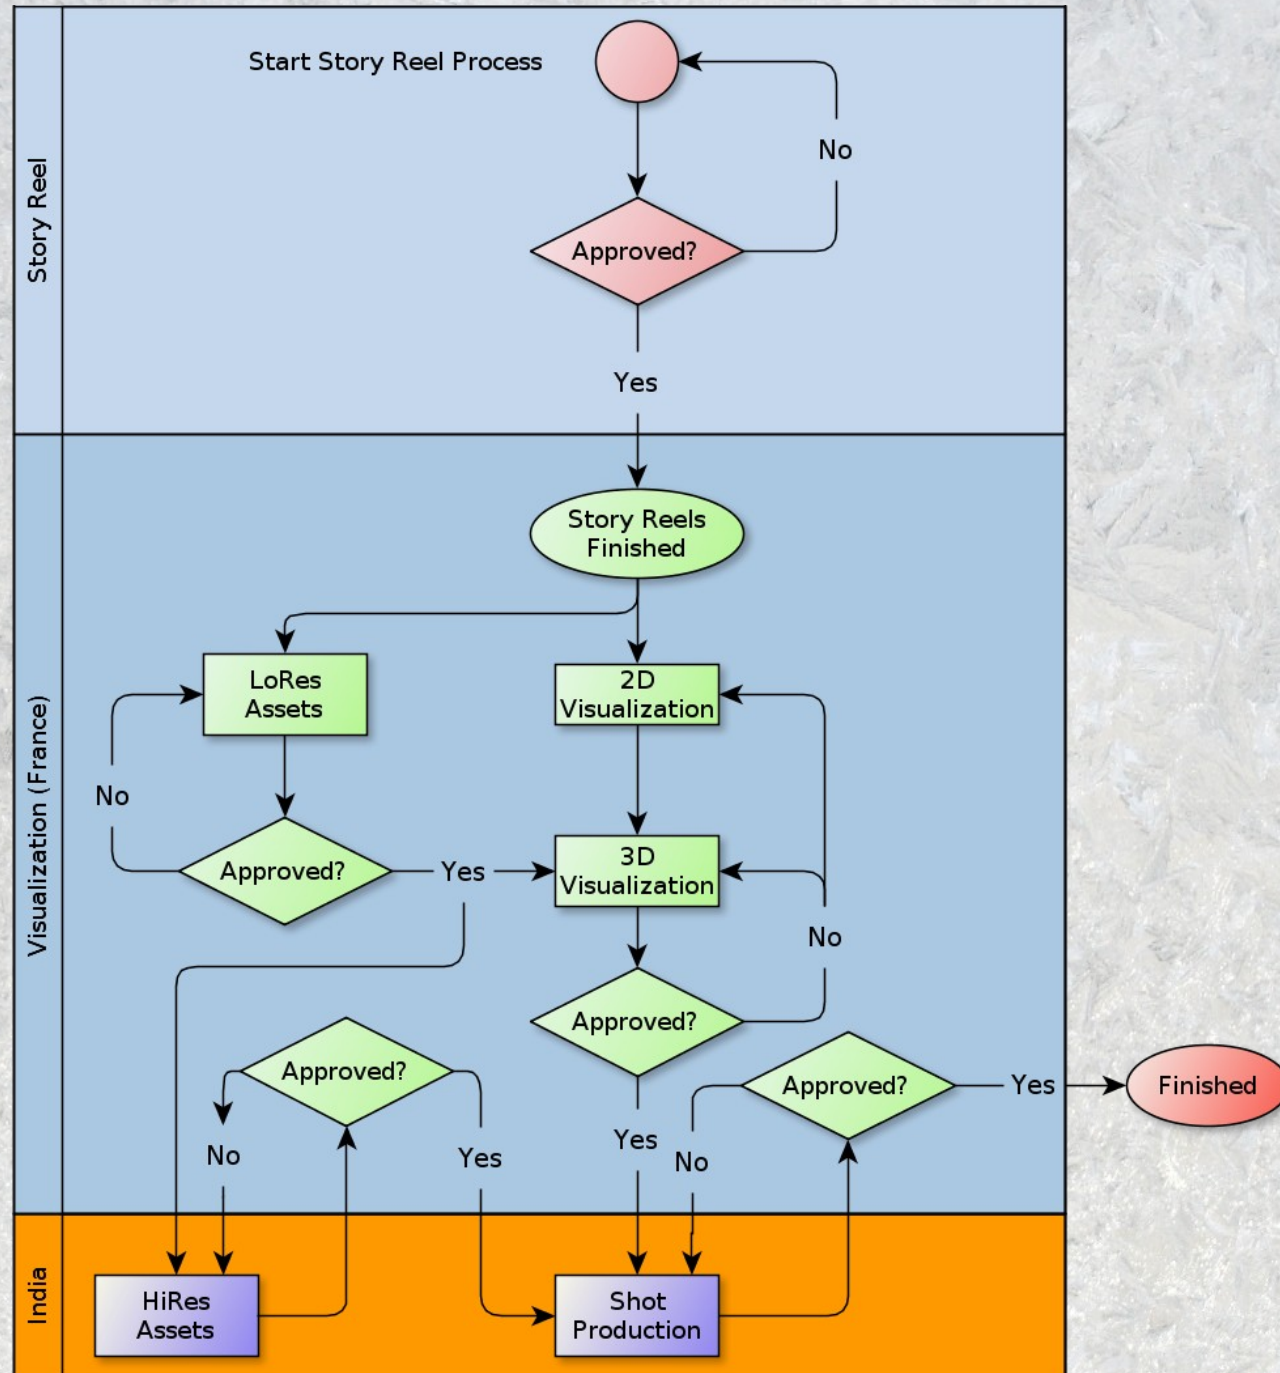 Start Story Reel Process
No
Story Reel
Approved?
Yes
Story Reels
Finished
LoRes
Assets
2D
Visualization
Visualization (France)
No
Approved?
Yes
3D
Visualization
No
Approved?
Approved?
Approved?
Yes
Finished
No
Yes
Yes
No
India
HiRes
Assets
Shot
Production